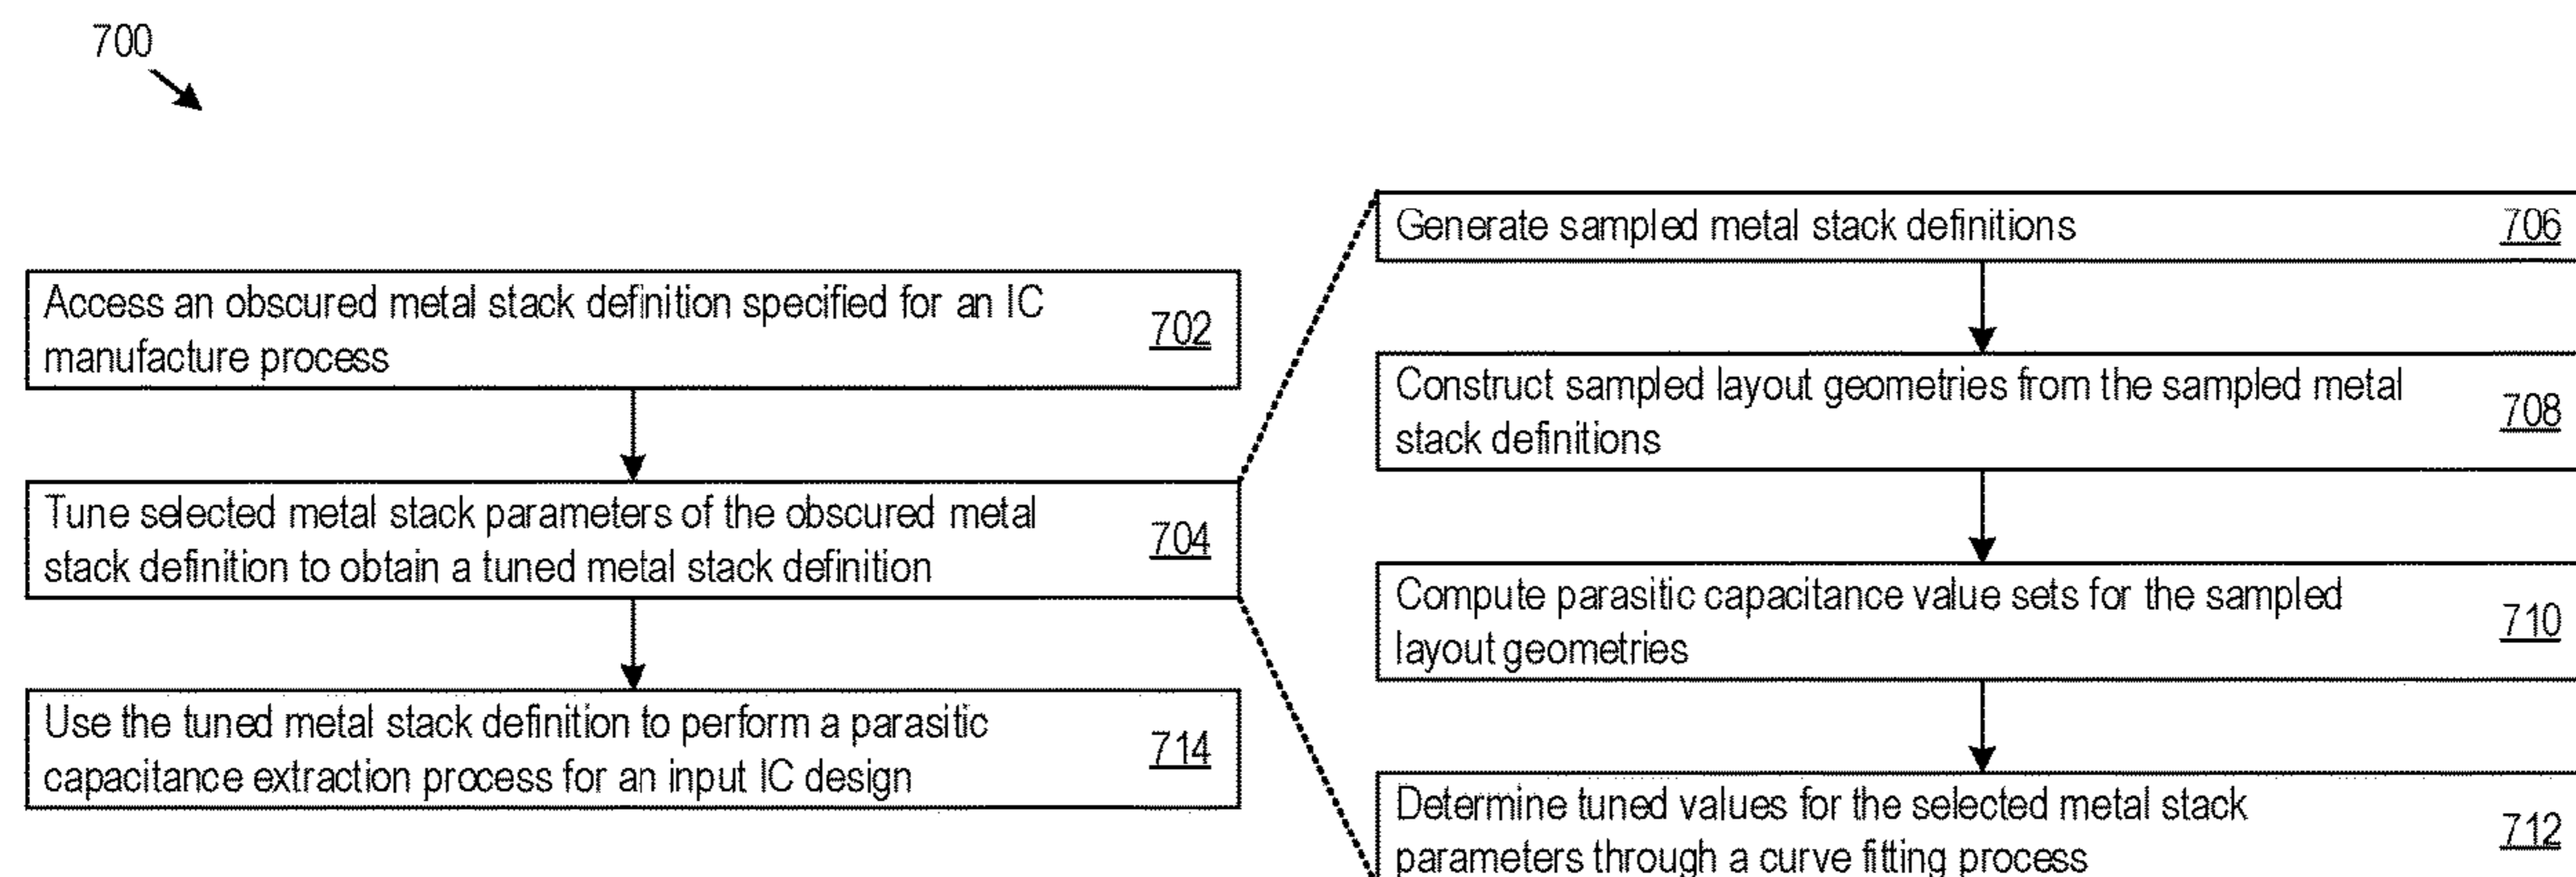 700
Access an obscured metal stack definition specified for an IC
manufacture process
702
Tune selected metal stack parameters of the obscured metal
stack definition to obtain a tuned metal stack definition
704
Use the tuned metal stack definition to perform a parasitic
capacitance extraction process for an input IC design
714
Generate sampled metal stack definitions 706
Construct sampled layout geometries from the sampled metal
stack definitions
708
Compute parasitic capacitance value sets for the sampled
layout geometries
710
Determine tuned values for the selected metal stack
parameters through a curve fitting process
712